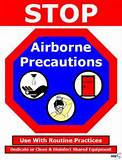 STOP
Airborne
Precautions
Use With Routine Practices
Dedicate or Clean & Disinfect Shared Equipment